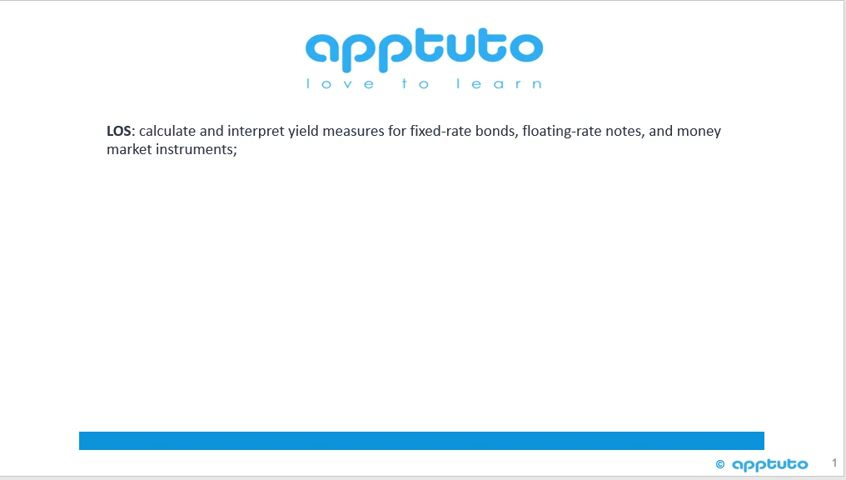 apptuto
love to learn
LOS: calculate and interpret yield measures for fixed-rate bonds, floating-rate notes, and money
market instruments;
© apptuto 1